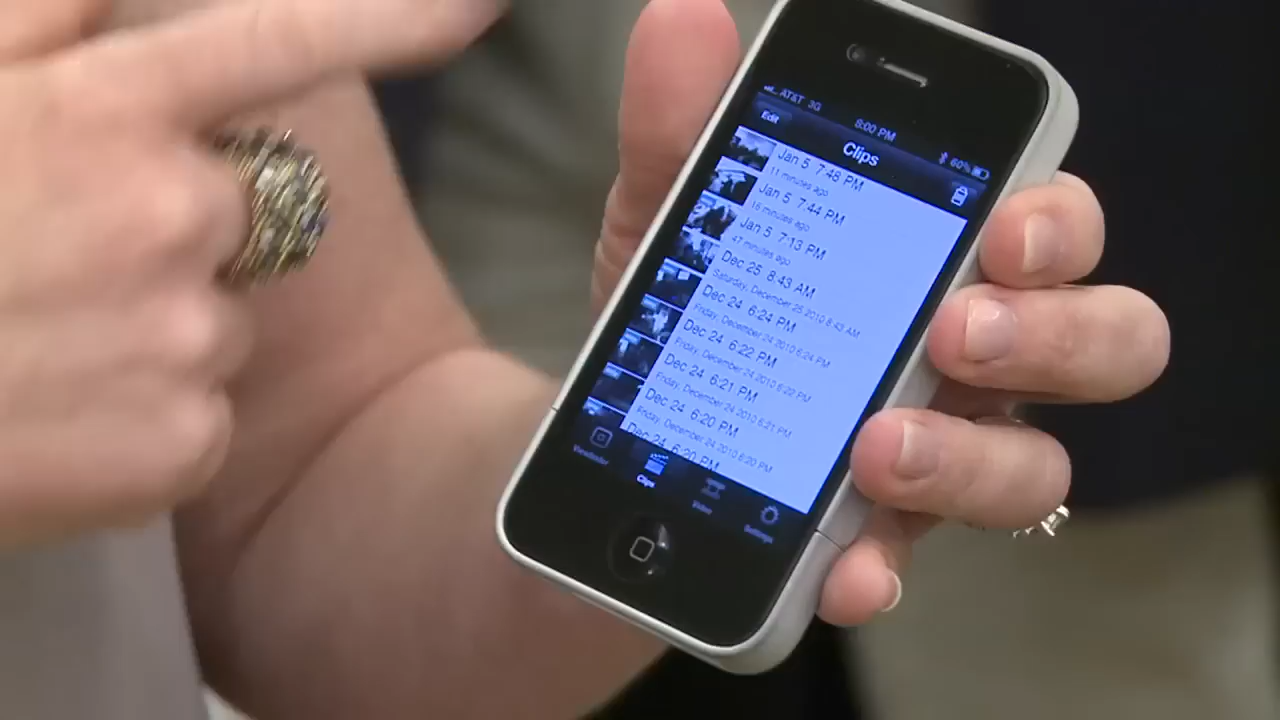 AT&T 3G 8:00 PM 60%
Edit Clips
Jan 5 7:48 PM
11 minutes ago
Jan 5 7:44 PM
16 minutes ago
Jan 5 7:13 PM
47 minutes ago
Dec 25 8:43 AM
Saturday, December 25 2010 8:43 AM
Dec 24 6:24 PM
Friday, December 24 2010 6:24 PM
Dec 24 6:22 PM
Friday, December 24 2010 6:22 PM
Dec 24 6:21 PM
Friday, December 24 2010 6:21 PM
Dec 24 6:20 PM
Friday, December 24 2010 6:20 PM
Dec 24 6:20 PM
Viewfinder Clips Video Settings